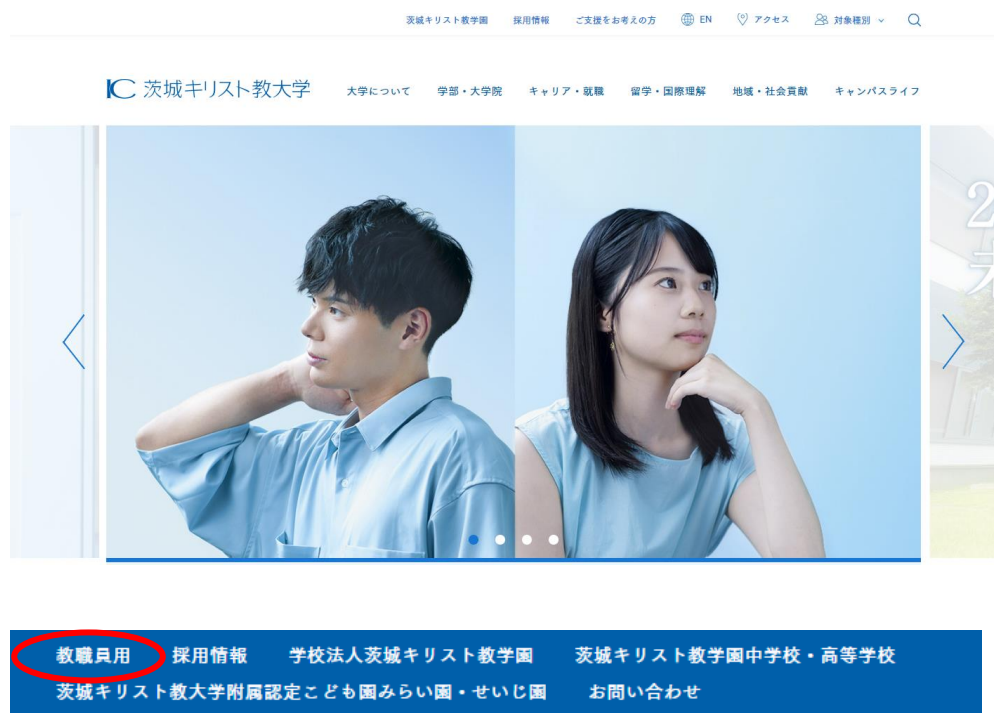 茨城キリスト教学園 採用情報 ご支援をお考えの方 EN アクセス 対象種別
IC 茨城キリスト教大学 大学について 学部・大学院 キャリア・就職 留学・国際理解 地域・社会貢献 キャンパスライフ
2
教職員用 採用情報 学校法人茨城キリスト教学園 茨城キリスト教学園中学校・高等学校
茨城キリスト教大学附属認定こども園みらい園・せいじ園 お問い合わせ